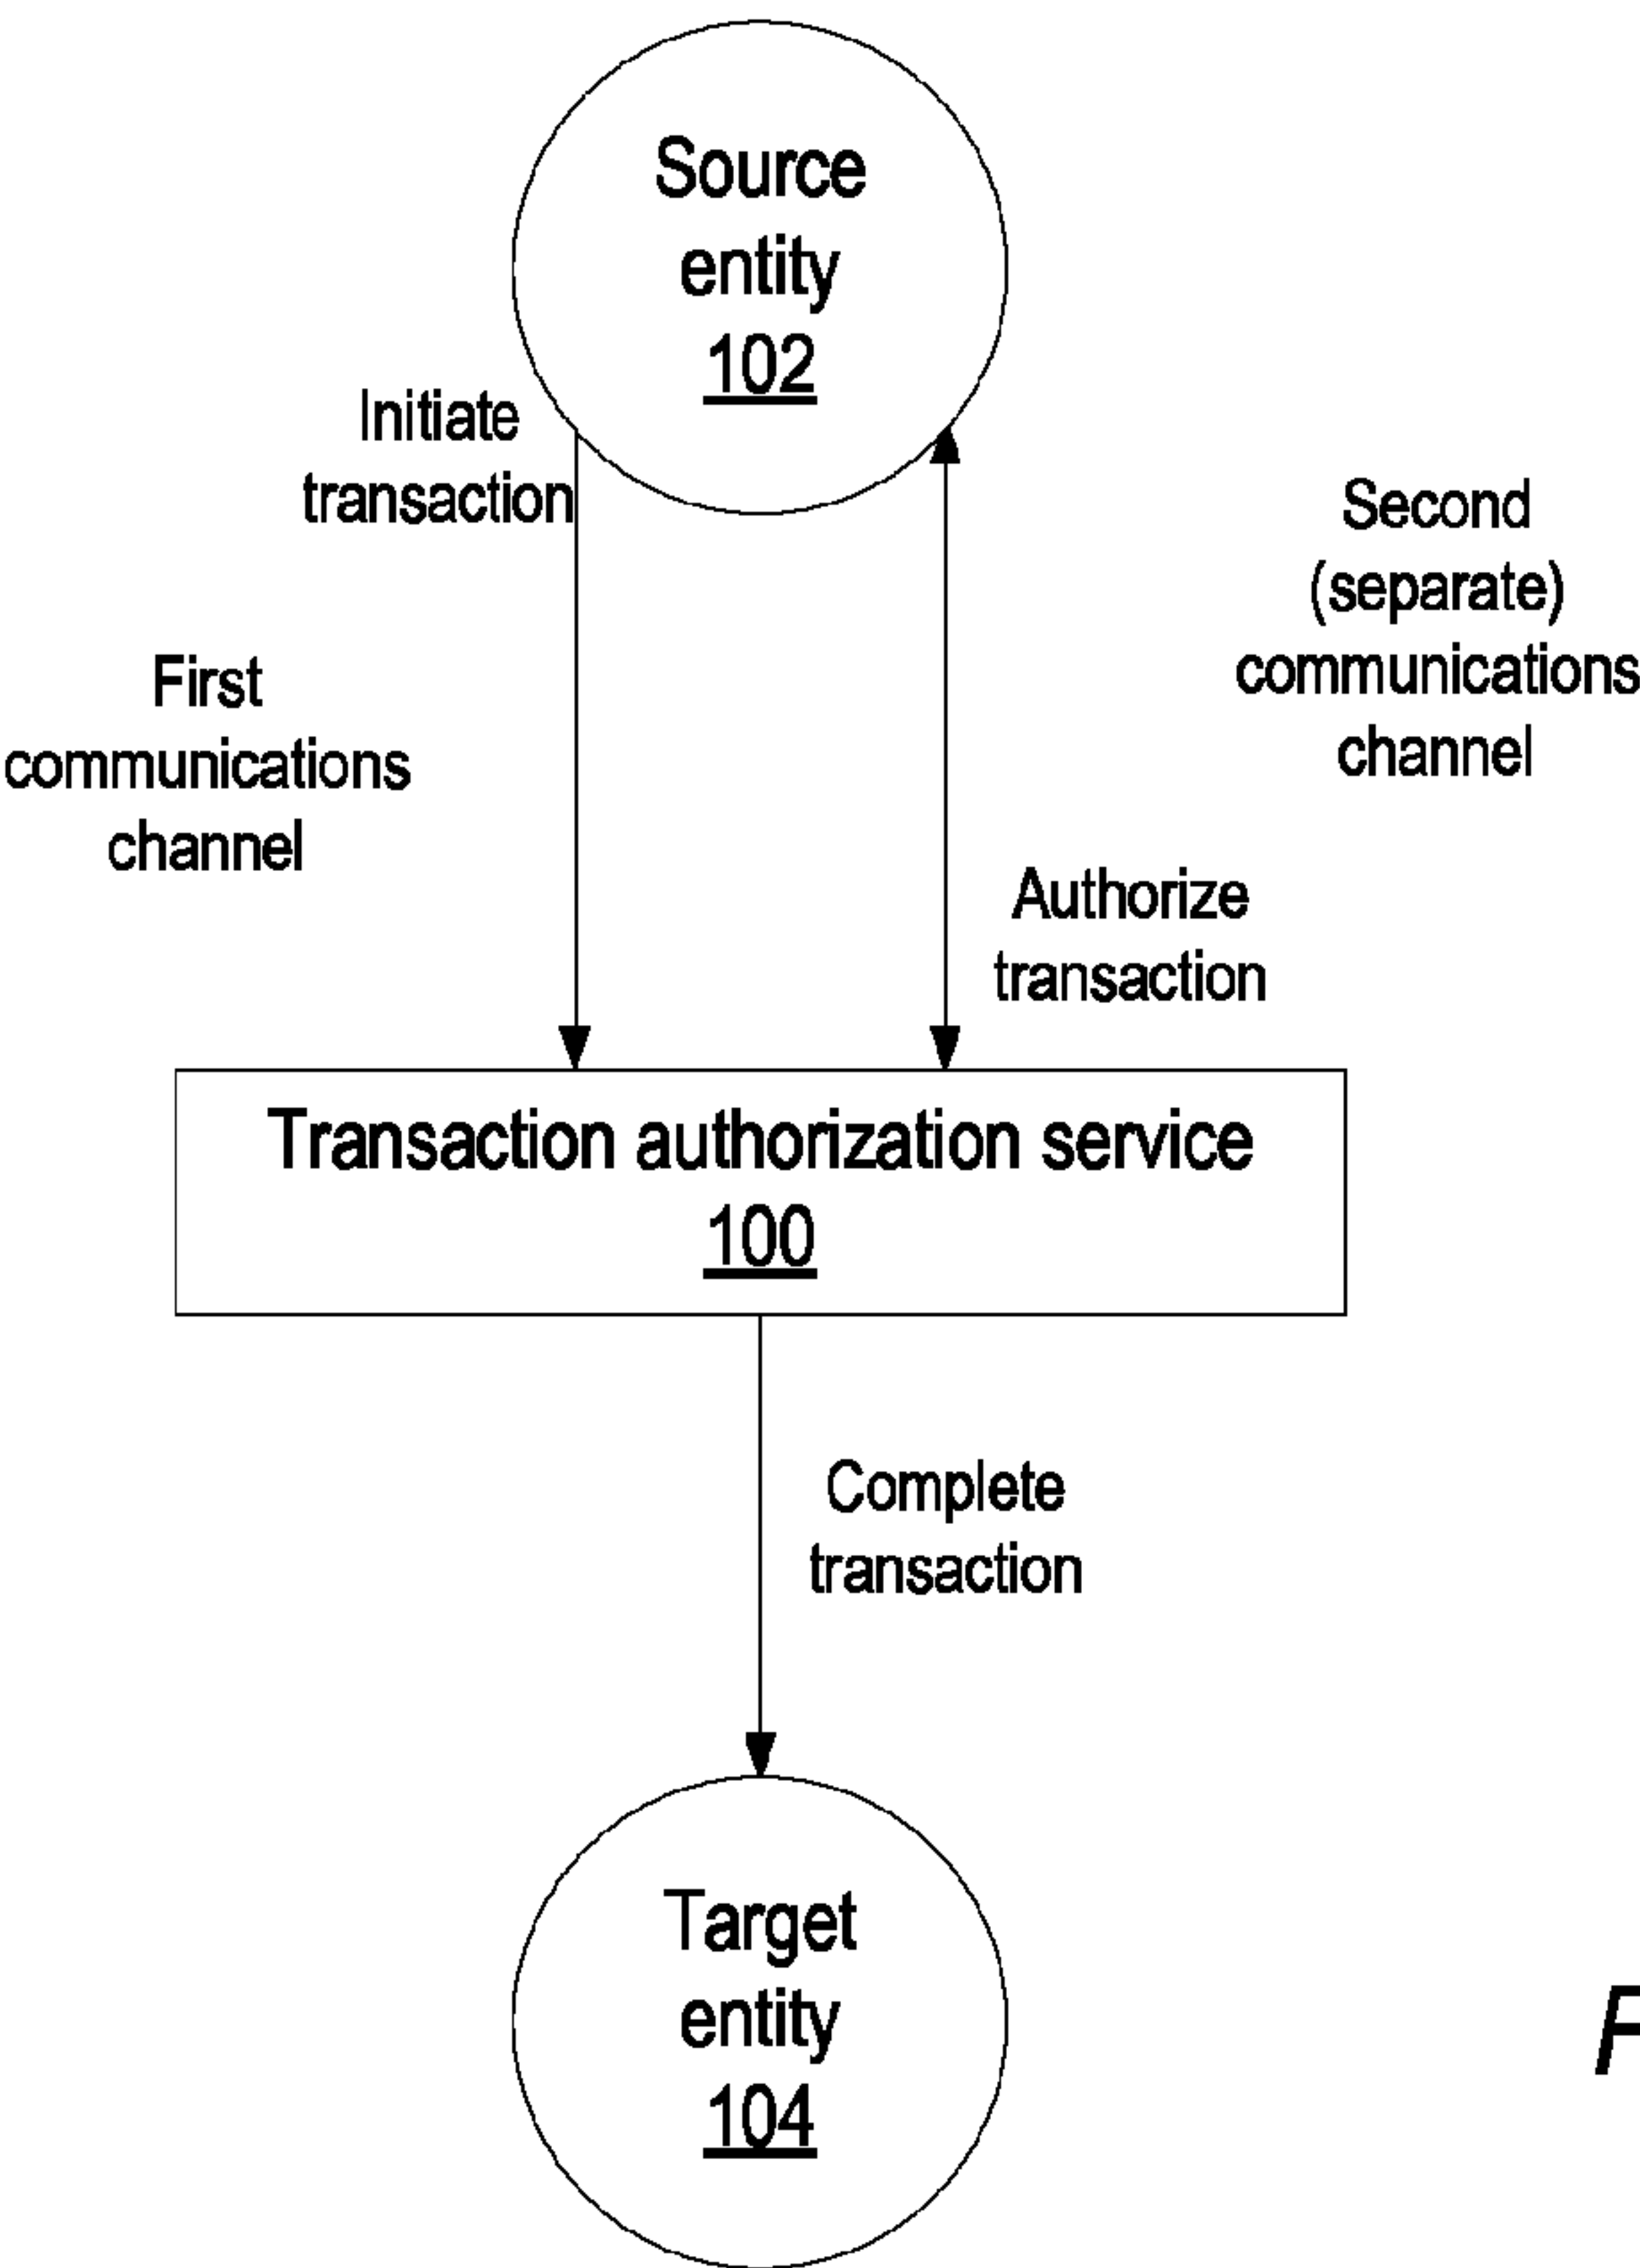 Source
entity
102
Initiate
transaction
Second
(separate)
communications
channel
First
communications
channel
Authorize
transaction
Transaction authorization service
100
Complete
transaction
Target
entity
104
F